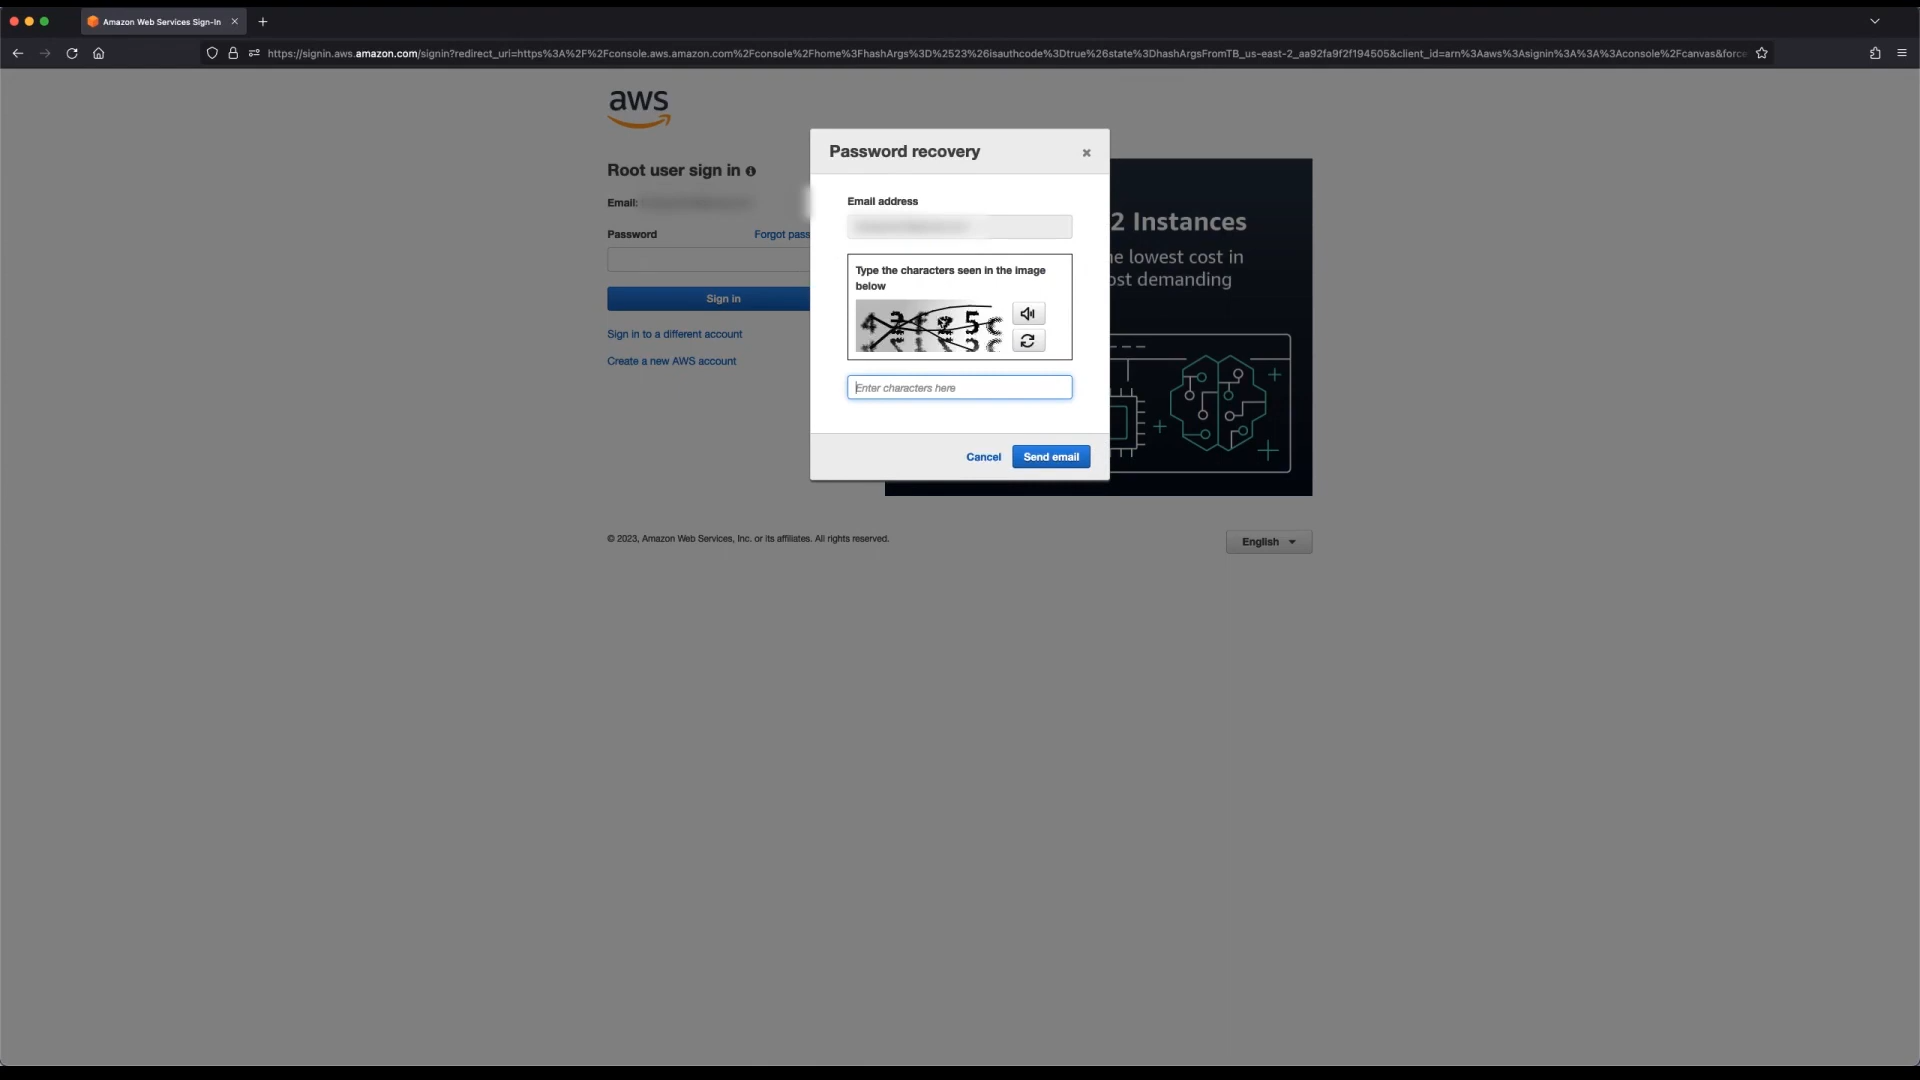 Amazon Web Services Sign-In
https://signin.aws.amazon.com/signin?redirect_uri=https%3A%2F%2Fconsole.aws.amazon.com%2Fconsole%2Fhome%3FhashArgs%3D%2523%26isauthcode%3Dtrue%26state%3DhashArgsFromTB_us-east-2_aa92fa9f2f194505&client_id=arn%3Aaws%3Asignin%3A%3A%3Aconsole%2Fcanvas&force
aws
Root user sign in
Email:
Password
Forgot pass
Sign in
Sign in to a different account
Create a new AWS account
Password recovery
Email address
Type the characters seen in the image
below
Enter characters here
Cancel
Send email
2 Instances
he lowest cost in
ost demanding
© 2023, Amazon Web Services, Inc. or its affiliates. All rights reserved.
English